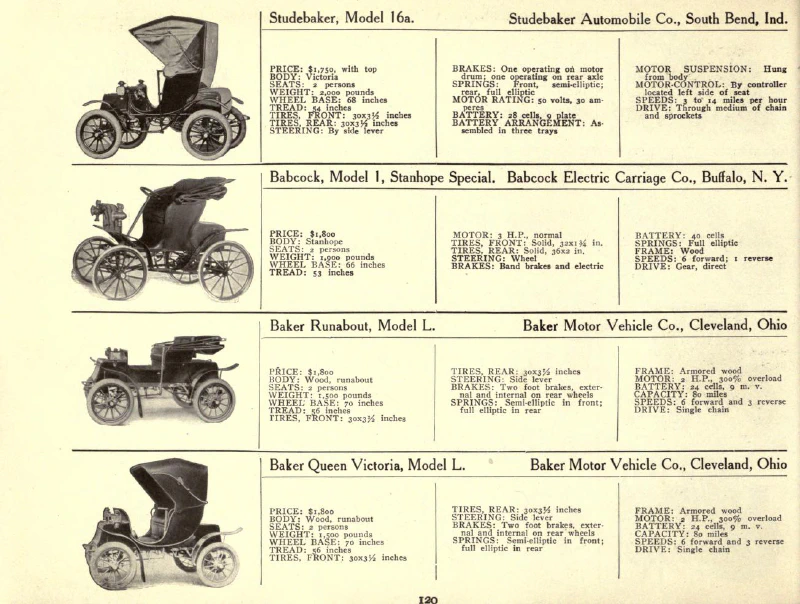 Studebaker, Model 16a. Studebaker Automobile Co., South Bend, Ind.
PRICE: $1,750, with top
BODY: Victoria
SEATS: 2 persons
WEIGHT: 2,000 pounds
WHEEL BASE: 68 inches
TREAD: 54 inches
TIRES, FRONT: 30x3½ inches
TIRES, REAR: 30x3½ inches
STEERING: By side lever
BRAKES: One operating on motor
drum; one operating on rear axle
SPRINGS: Front, semi-elliptic;
rear, full elliptic
MOTOR RATING: 50 volts, 30 am-
peres
BATTERY: 28 cells, 9 plate
BATTERY ARRANGEMENT: As-
sembled in three trays
MOTOR SUSPENSION: Hung
from body
MOTOR-CONTROL: By controller
located left side of seat
SPEEDS: 3 to 14 miles per hour
DRIVE: Through medium of chain
and sprockets
Babcock, Model 1, Stanhope Special. Babcock Electric Carriage Co., Buffalo, N. Y.
PRICE: $1,800
BODY: Stanhope
SEATS: 2 persons
WEIGHT: 1,900 pounds
WHEEL BASE: 66 inches
TREAD: 53 inches
MOTOR: 3 H.P., normal
TIRES, FRONT: Solid, 32x1¾ in.
TIRES, REAR: Solid, 36x2 in.
STEERING: Wheel
BRAKES: Band brakes and electric
BATTERY: 40 cells
SPRINGS: Full elliptic
FRAME: Wood
SPEEDS: 6 forward; 1 reverse
DRIVE: Gear, direct
Baker Runabout, Model L. Baker Motor Vehicle Co., Cleveland, Ohio
PRICE: $1,800
BODY: Wood, runabout
SEATS: 2 persons
WEIGHT: 1,500 pounds
WHEEL BASE: 70 inches
TREAD: 56 inches
TIRES, FRONT: 30x3½ inches
TIRES, REAR: 30x3½ inches
STEERING: Side lever
BRAKES: Two foot brakes, exter-
nal and internal on rear wheels
SPRINGS: Semi-elliptic in front;
full elliptic in rear
FRAME: Armored wood
MOTOR: 2 H.P., 300% overload
BATTERY: 24 cells, 9 m. v.
CAPACITY: 80 miles
SPEEDS: 6 forward and 3 reverse
DRIVE: Single chain
Baker Queen Victoria, Model L. Baker Motor Vehicle Co., Cleveland, Ohio
PRICE: $1,800
BODY: Wood, runabout
SEATS: 2 persons
WEIGHT: 1,500 pounds
WHEEL BASE: 70 inches
TREAD: 56 inches
TIRES, FRONT: 30x3½ inches
TIRES, REAR: 30x3½ inches
STEERING: Side lever
BRAKES: Two foot brakes, exter-
nal and internal on rear wheels
SPRINGS: Semi-elliptic in front;
full elliptic in rear
FRAME: Armored wood
MOTOR: 2 H.P., 300% overload
BATTERY: 24 cells, 9 m. v.
CAPACITY: 80 miles
SPEEDS: 6 forward and 3 reverse
DRIVE: Single chain
120